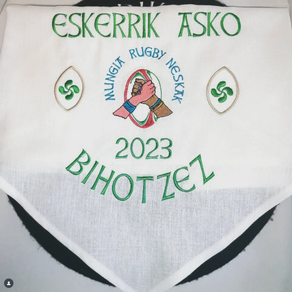 ESKERRIK ASKO
MUNGIA RUGBY NESKAK
2023
BIHOTZEZ